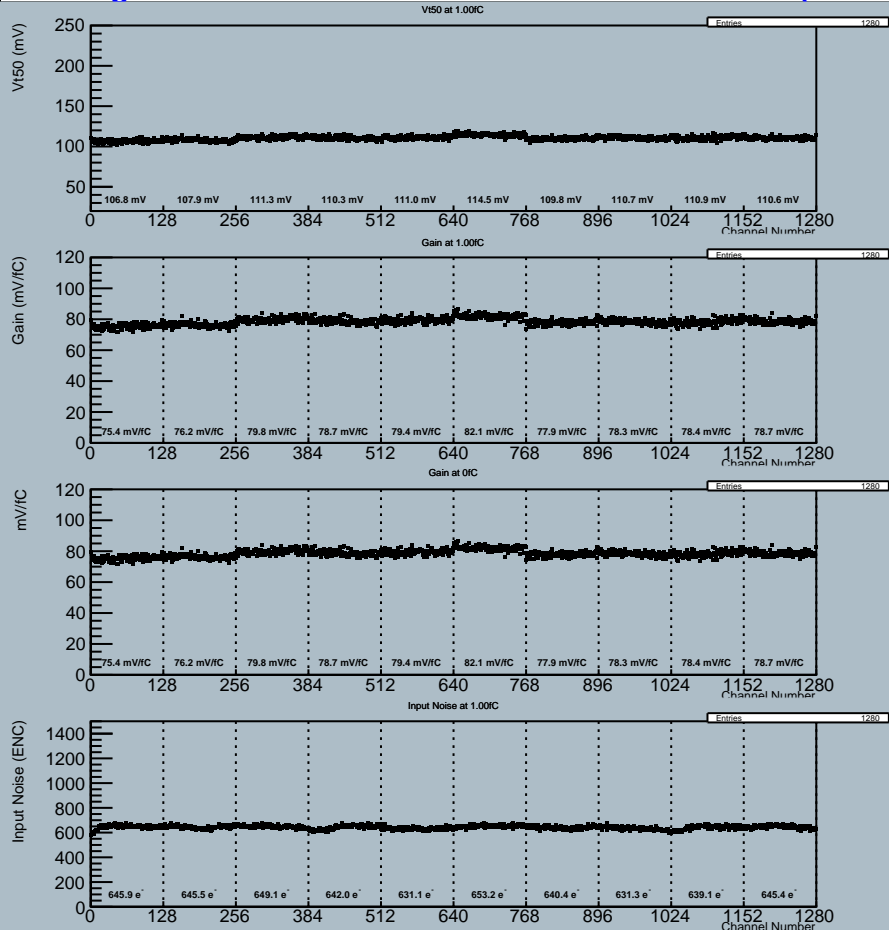 Vt50 at 1.00fC
Entries 1280
Vt50 (mV)
250
200
150
100
50
106.8 mV 107.9 mV 111.3 mV 110.3 mV 111.0 mV 114.5 mV 109.8 mV 110.7 mV 110.9 mV 110.6 mV
0 128 256 384 512 640 768 896 1024 1152 1280
Channel Number
Gain at 1.00fC
Entries 1280
Gain (mV/fC)
120
100
80
60
40
20
0
75.4 mV/fC 76.2 mV/fC 79.8 mV/fC 78.7 mV/fC 79.4 mV/fC 82.1 mV/fC 77.9 mV/fC 78.3 mV/fC 78.4 mV/fC 78.7 mV/fC
0 128 256 384 512 640 768 896 1024 1152 1280
Channel Number
Gain at 0fC
Entries 1280
mV/fC
120
100
80
60
40
20
0
75.4 mV/fC 76.2 mV/fC 79.8 mV/fC 78.7 mV/fC 79.4 mV/fC 82.1 mV/fC 77.9 mV/fC 78.3 mV/fC 78.4 mV/fC 78.7 mV/fC
0 128 256 384 512 640 768 896 1024 1152 1280
Channel Number
Input Noise at 1.00fC
Entries 1280
Input Noise (ENC)
1400
1200
1000
800
600
400
200
0
645.9 e⁻ 645.5 e⁻ 649.1 e⁻ 642.0 e⁻ 631.1 e⁻ 653.2 e⁻ 640.4 e⁻ 631.3 e⁻ 639.1 e⁻ 645.4 e⁻
0 128 256 384 512 640 768 896 1024 1152 1280
Channel Number